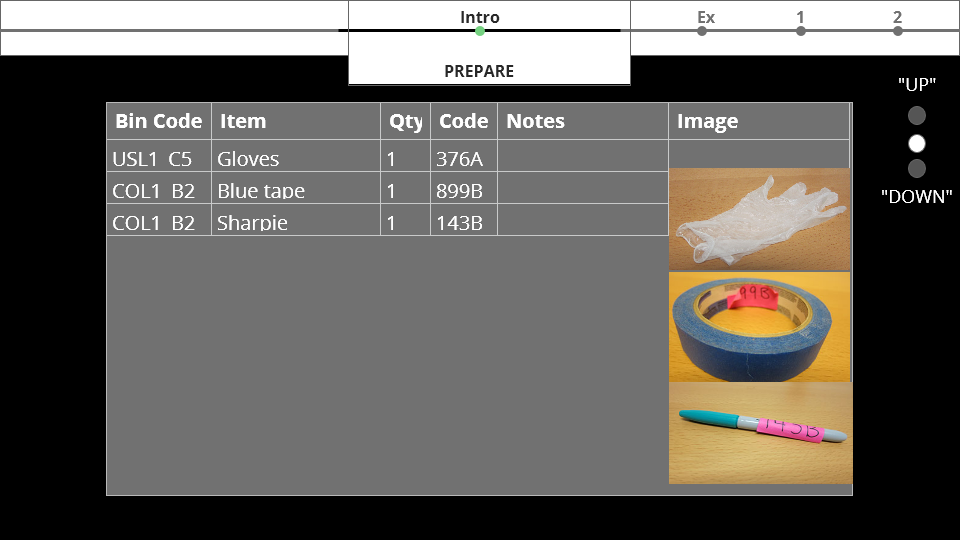 Intro Ex 1 2
PREPARE
"UP"
"DOWN"
Bin Code Item Qty Code Notes Image
USL1 C5 Gloves 1 376A
COL1 B2 Blue tape 1 899B
COL1 B2 Sharpie 1 143B
99B
143B